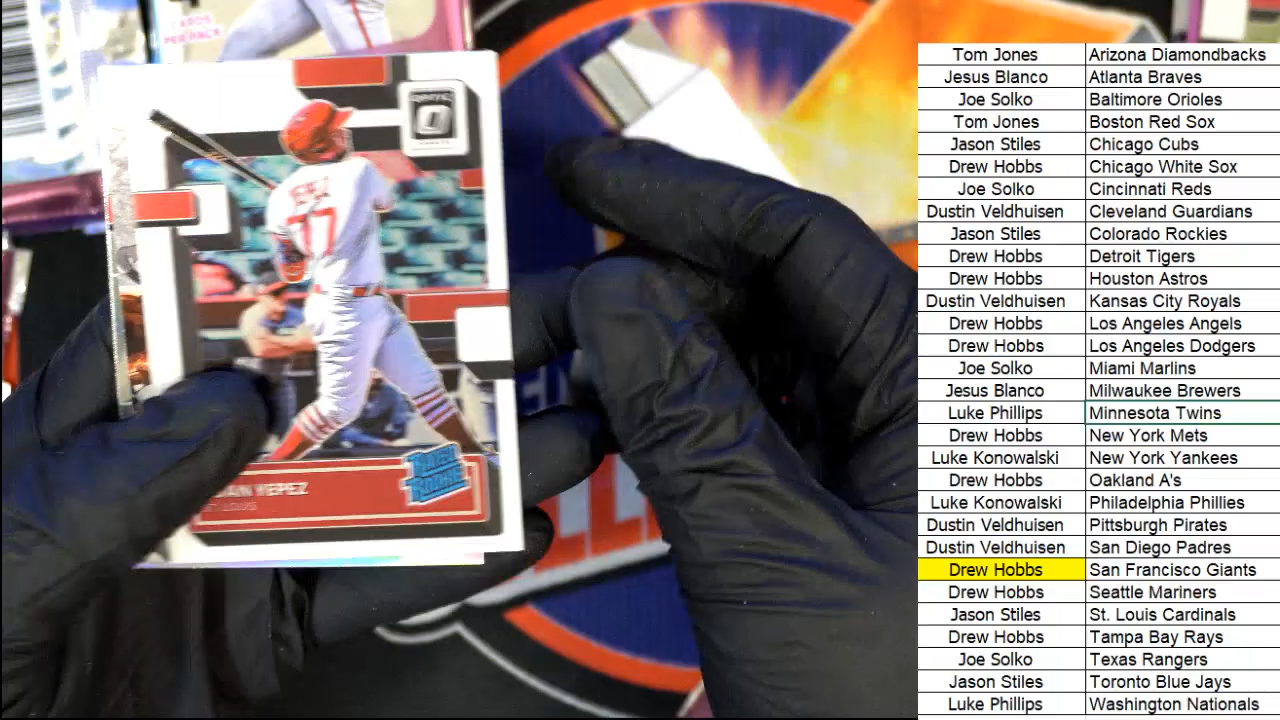 CARDS
PER PACK
OPTIC
YEPEZ
RATED
ROOKIE
Tom Jones Arizona Diamondbacks
Jesus Blanco Atlanta Braves
Joe Solko Baltimore Orioles
Tom Jones Boston Red Sox
Jason Stiles Chicago Cubs
Drew Hobbs Chicago White Sox
Joe Solko Cincinnati Reds
Dustin Veldhuisen Cleveland Guardians
Jason Stiles Colorado Rockies
Drew Hobbs Detroit Tigers
Drew Hobbs Houston Astros
Dustin Veldhuisen Kansas City Royals
Drew Hobbs Los Angeles Angels
Drew Hobbs Los Angeles Dodgers
Joe Solko Miami Marlins
Jesus Blanco Milwaukee Brewers
Luke Phillips Minnesota Twins
Drew Hobbs New York Mets
Luke Konowalski New York Yankees
Drew Hobbs Oakland A's
Luke Konowalski Philadelphia Phillies
Dustin Veldhuisen Pittsburgh Pirates
Dustin Veldhuisen San Diego Padres
Drew Hobbs San Francisco Giants
Drew Hobbs Seattle Mariners
Jason Stiles St. Louis Cardinals
Drew Hobbs Tampa Bay Rays
Joe Solko Texas Rangers
Jason Stiles Toronto Blue Jays
Luke Phillips Washington Nationals